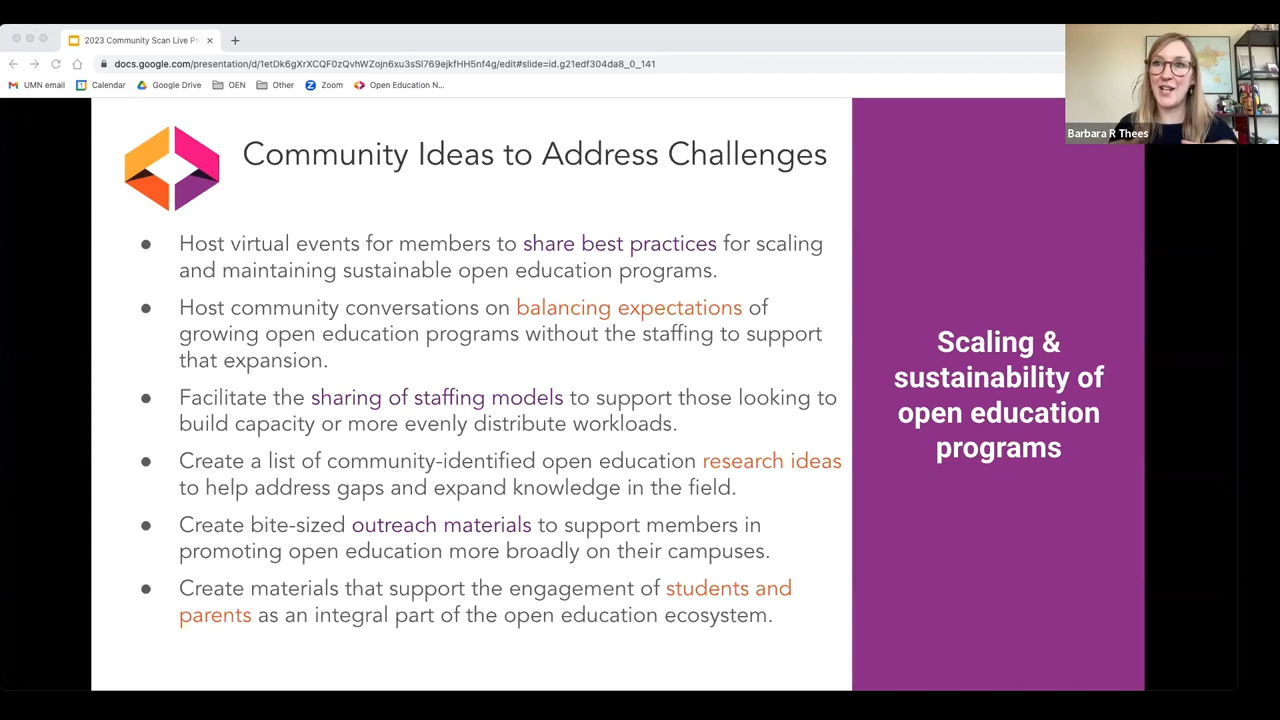 2023 Community Scan Live Pr
docs.google.com/presentation/d/1etDk6gXrXCQF0zQvhWZojn6xu3sSl769ejkfHH5nf4g/edit#slide=id.g21edf304da8_0_141
UMN email
Calendar
Google Drive
OEN
Other
Zoom
Open Education N...
Barbara R Thees
Community Ideas to Address Challenges
● Host virtual events for members to share best practices for scaling
and maintaining sustainable open education programs.
● Host community conversations on balancing expectations of
growing open education programs without the staffing to support
that expansion.
● Facilitate the sharing of staffing models to support those looking to
build capacity or more evenly distribute workloads.
● Create a list of community-identified open education research ideas
to help address gaps and expand knowledge in the field.
● Create bite-sized outreach materials to support members in
promoting open education more broadly on their campuses.
● Create materials that support the engagement of students and
parents as an integral part of the open education ecosystem.
Scaling &
sustainability of
open education
programs